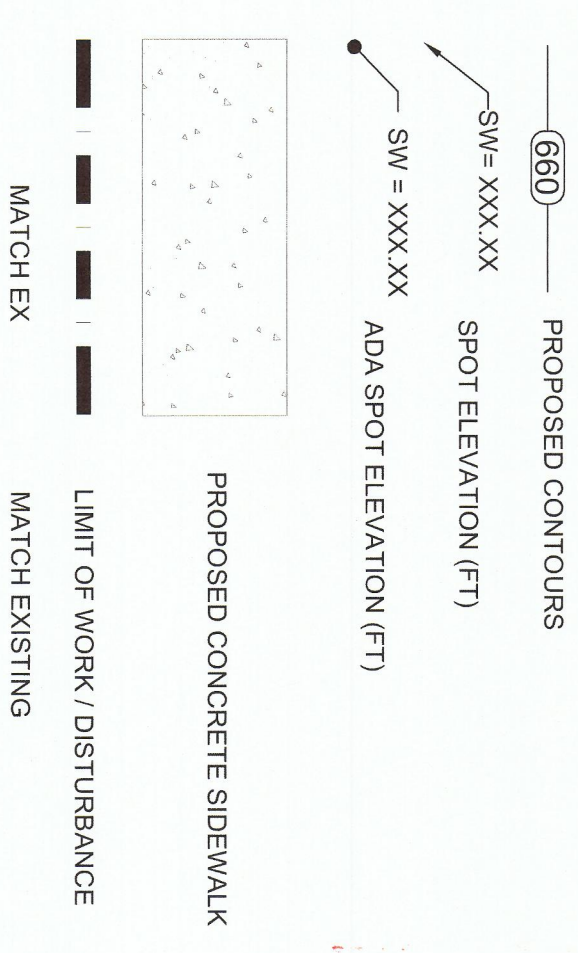 660 PROPOSED CONTOURS
SW= XXX.XX SPOT ELEVATION (FT)
SW = XXX.XX ADA SPOT ELEVATION (FT)
PROPOSED CONCRETE SIDEWALK
LIMIT OF WORK / DISTURBANCE
MATCH EX MATCH EXISTING